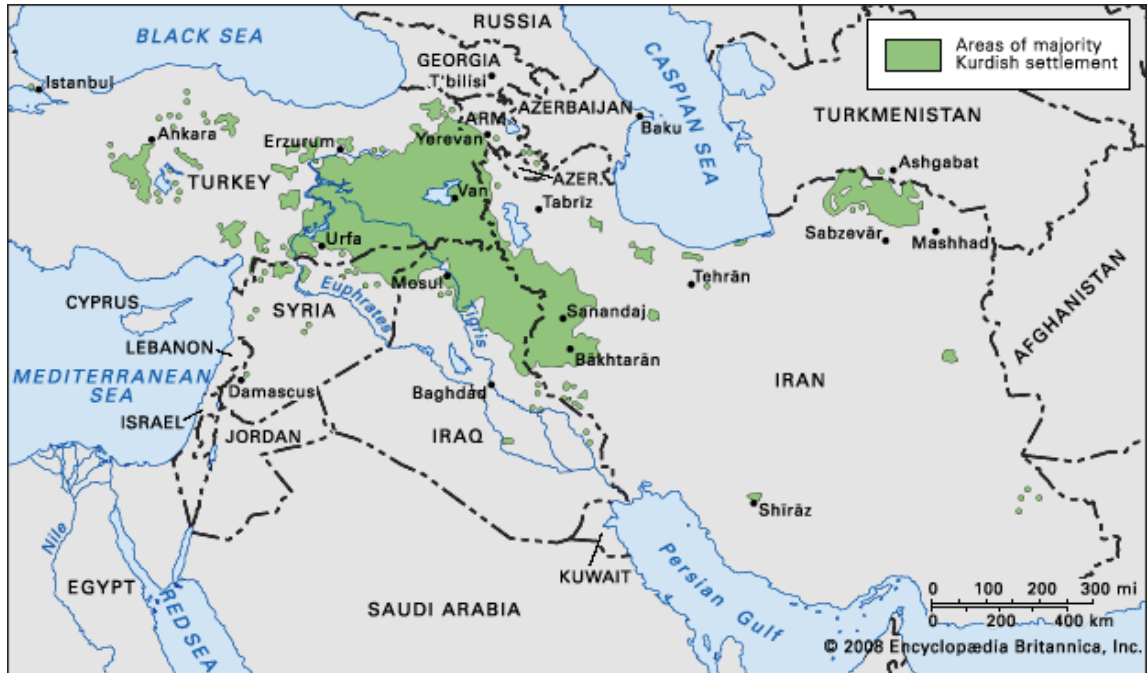 RUSSIA
BLACK SEA
Areas of majority
Kurdish settlement
GEORGIA
T'bilisi
CASPIAN SEA
Istanbul
AZERBAIJAN
TURKMENISTAN
ARM.
Baku
Ankara
Erzurum
Yerevan
Ashgabat
AZER.
TURKEY
Van
Tabrīz
Sabzevār
Mashhad
Urfa
Mosul
Tehrān
AFGHANISTAN
CYPRUS
SYRIA
Euphrates
Tigris
Sanandaj
LEBANON
Bākhtarān
MEDITERRANEAN
SEA
Damascus
Baghdād
IRAN
ISRAEL
JORDAN
IRAQ
Shīrāz
Nile
KUWAIT
EGYPT
RED SEA
SAUDI ARABIA
Persian Gulf
0 100 200 300 mi
0 200 400 km
© 2008 Encyclopædia Britannica, Inc.